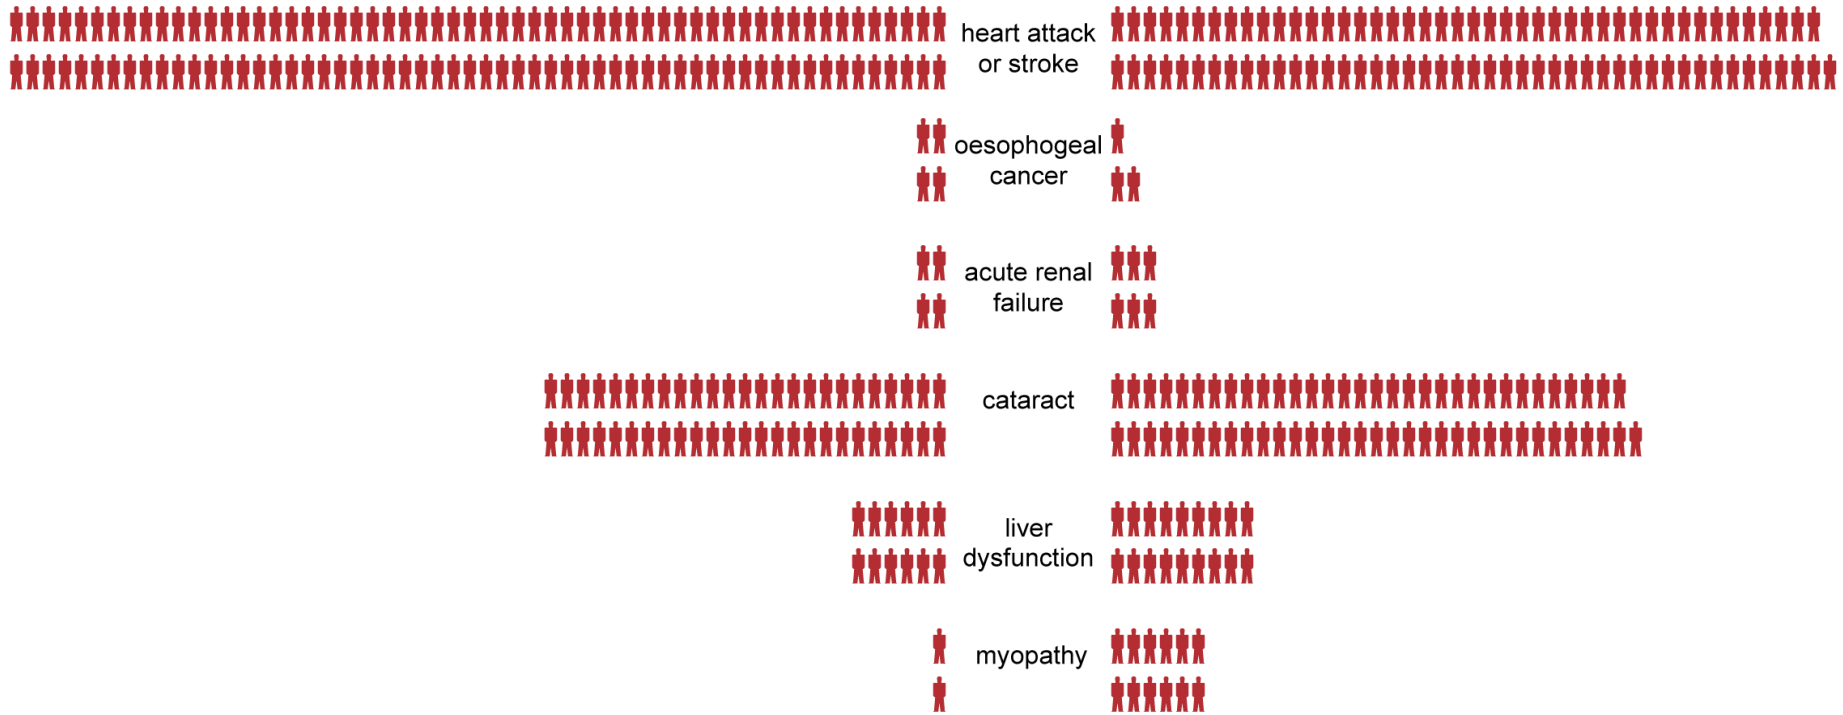 heart attack
or stroke
oesophogeal
cancer
acute renal
failure
cataract
liver
dysfunction
myopathy